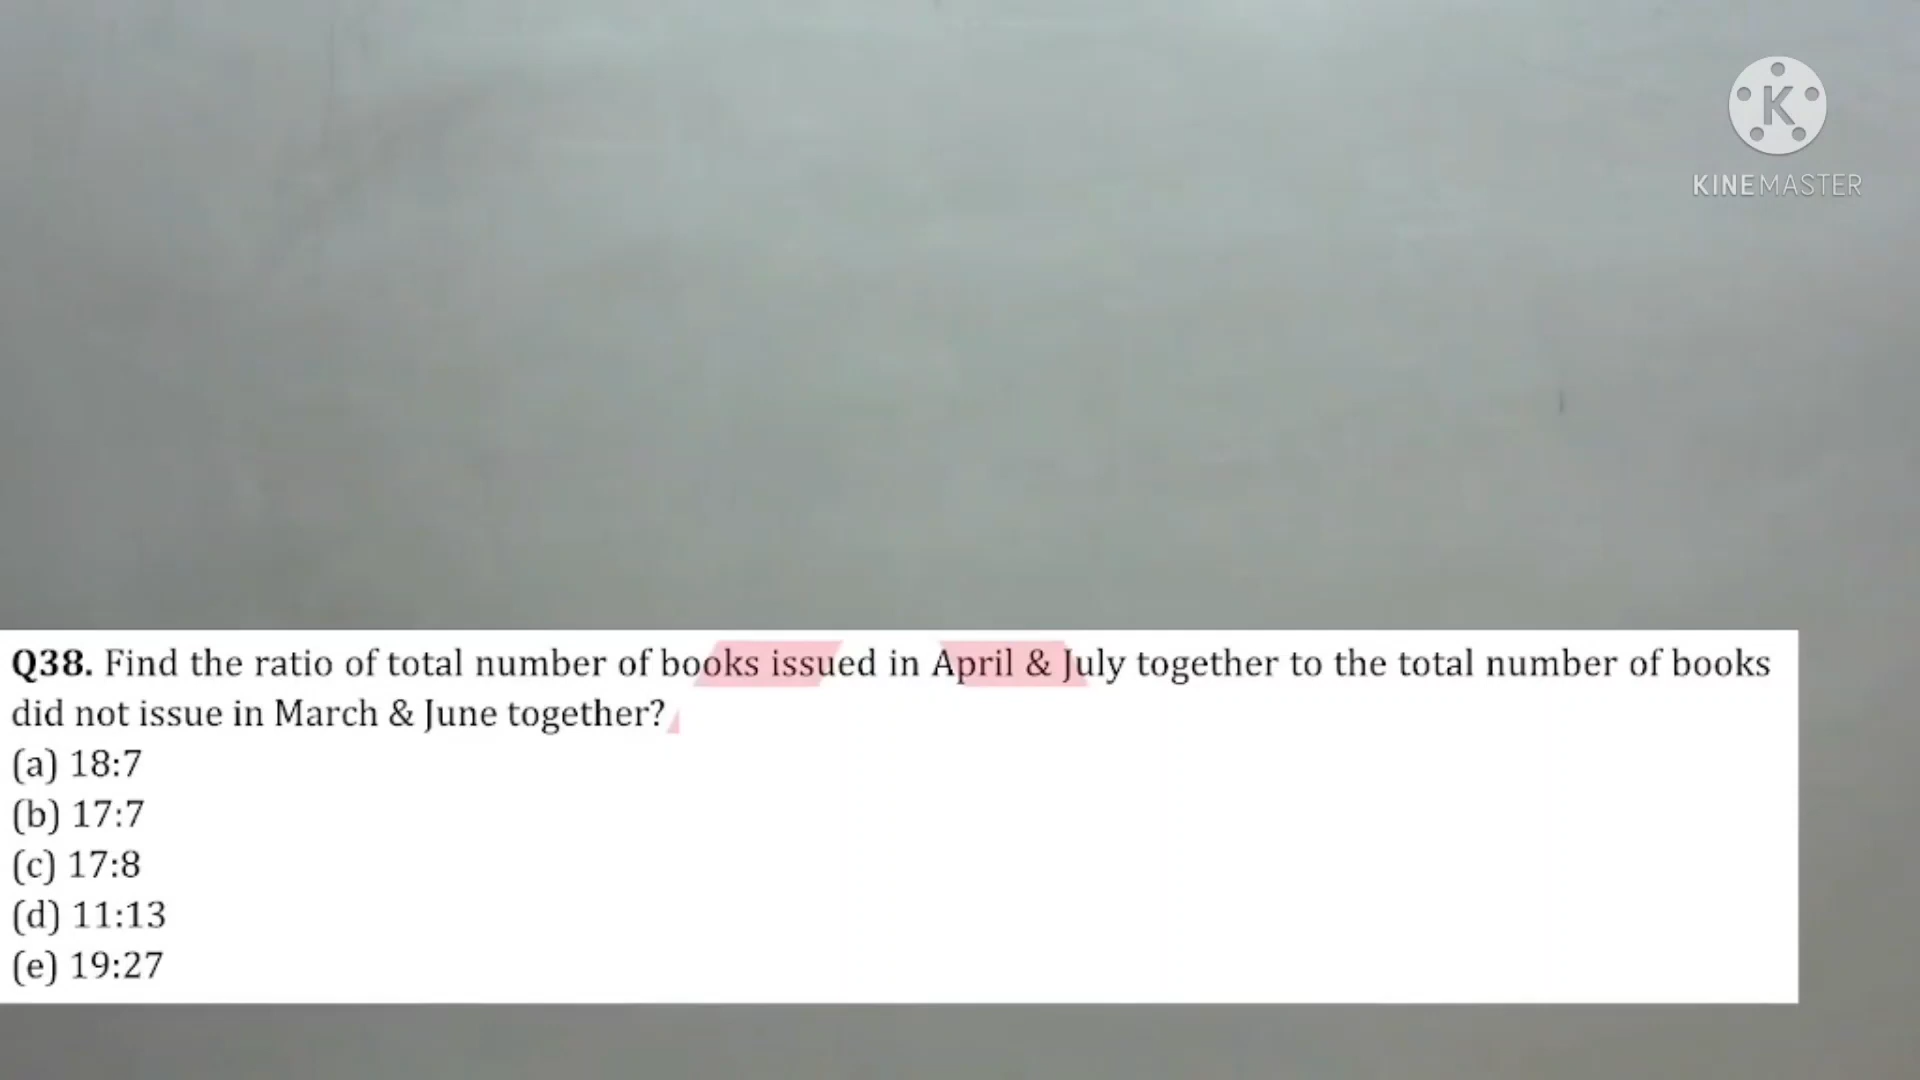 K
KINEMASTER
Q38. Find the ratio of total number of books issued in April & July together to the total number of books
did not issue in March & June together?
(a) 18:7
(b) 17:7
(c) 17:8
(d) 11:13
(e) 19:27